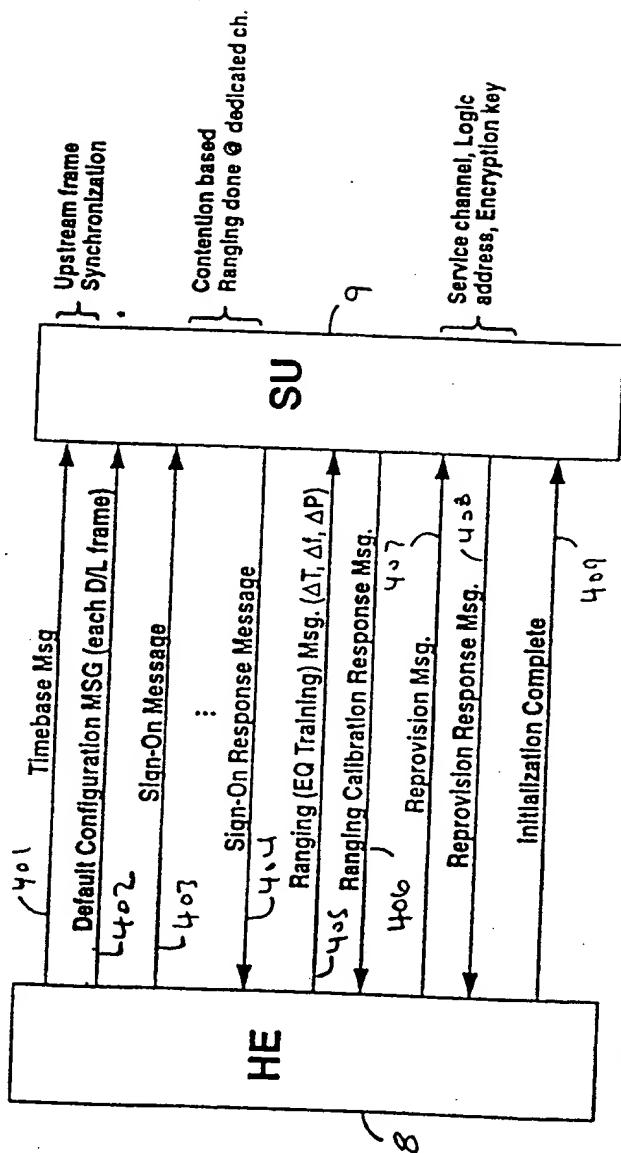 Upstream frame
Synchronization
Contention based
Ranging done @ dedicated ch.
Service channel, Logic
address, Encryption key
9
SU
Timebase Msg
401
Default Configuration MSG (each D/L frame)
402
Sign-On Message
403
...
Sign-On Response Message
404
Ranging (EQ Training) Msg. (ΔT, Δf, ΔP)
405
Ranging Calibration Response Msg.
406
Reprovision Msg.
407
Reprovision Response Msg.
408
Initialization Complete
409
HE
8